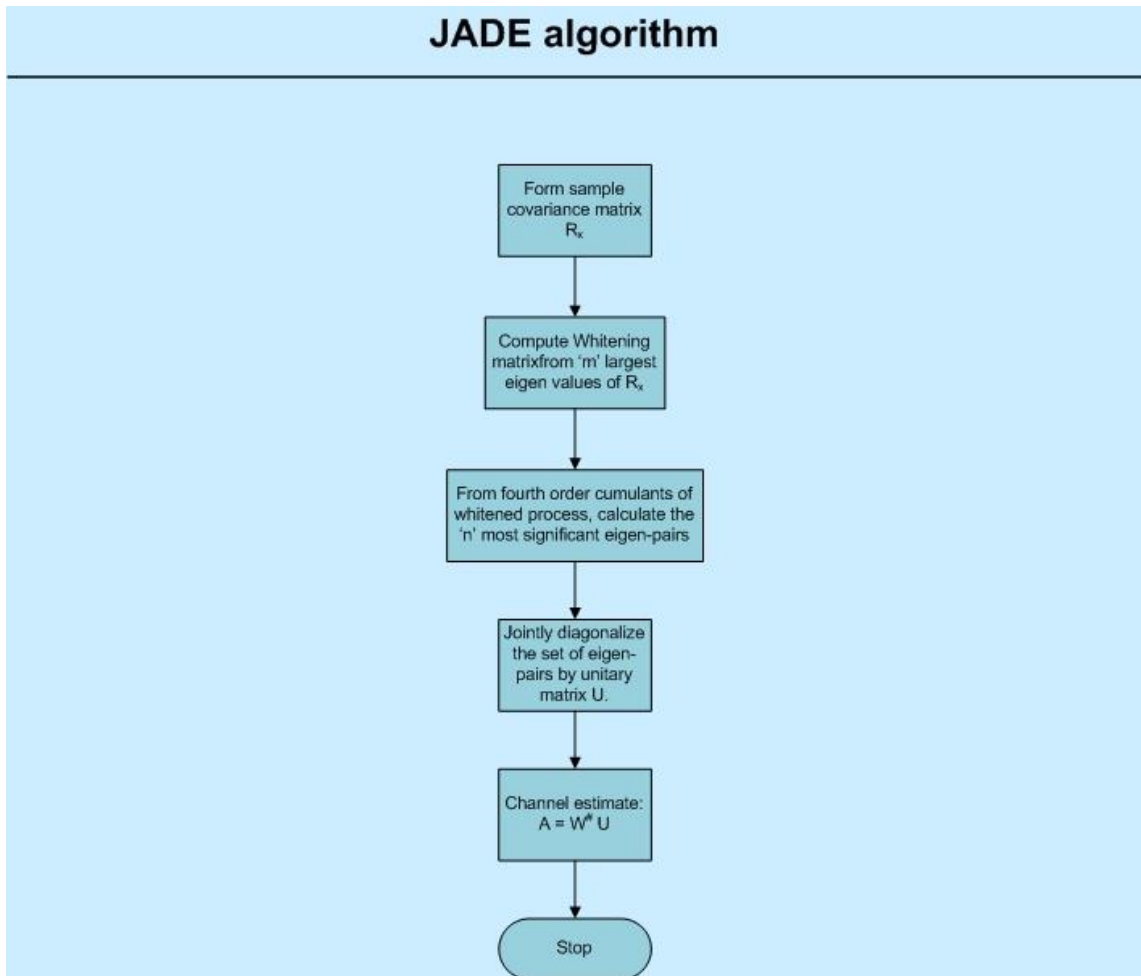 JADE algorithm
Form sample
covariance matrix
Rₓ
Compute Whitening
matrixfrom ‘m’ largest
eigen values of Rₓ
From fourth order cumulants of
whitened process, calculate the
‘n’ most significant eigen-pairs
Jointly diagonalize
the set of eigen-
pairs by unitary
matrix U.
Channel estimate:
A = W# U
Stop